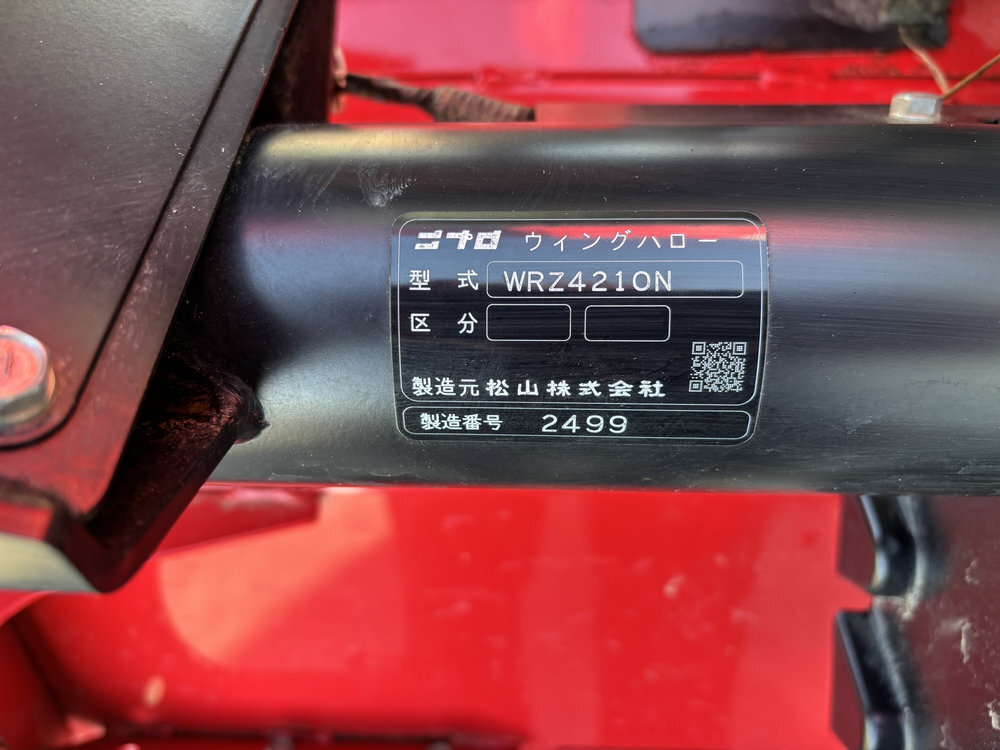 ニプロ ウィングハロー
型式 WRZ4210N
区分
製造元 松山株式会社
製造番号 2499